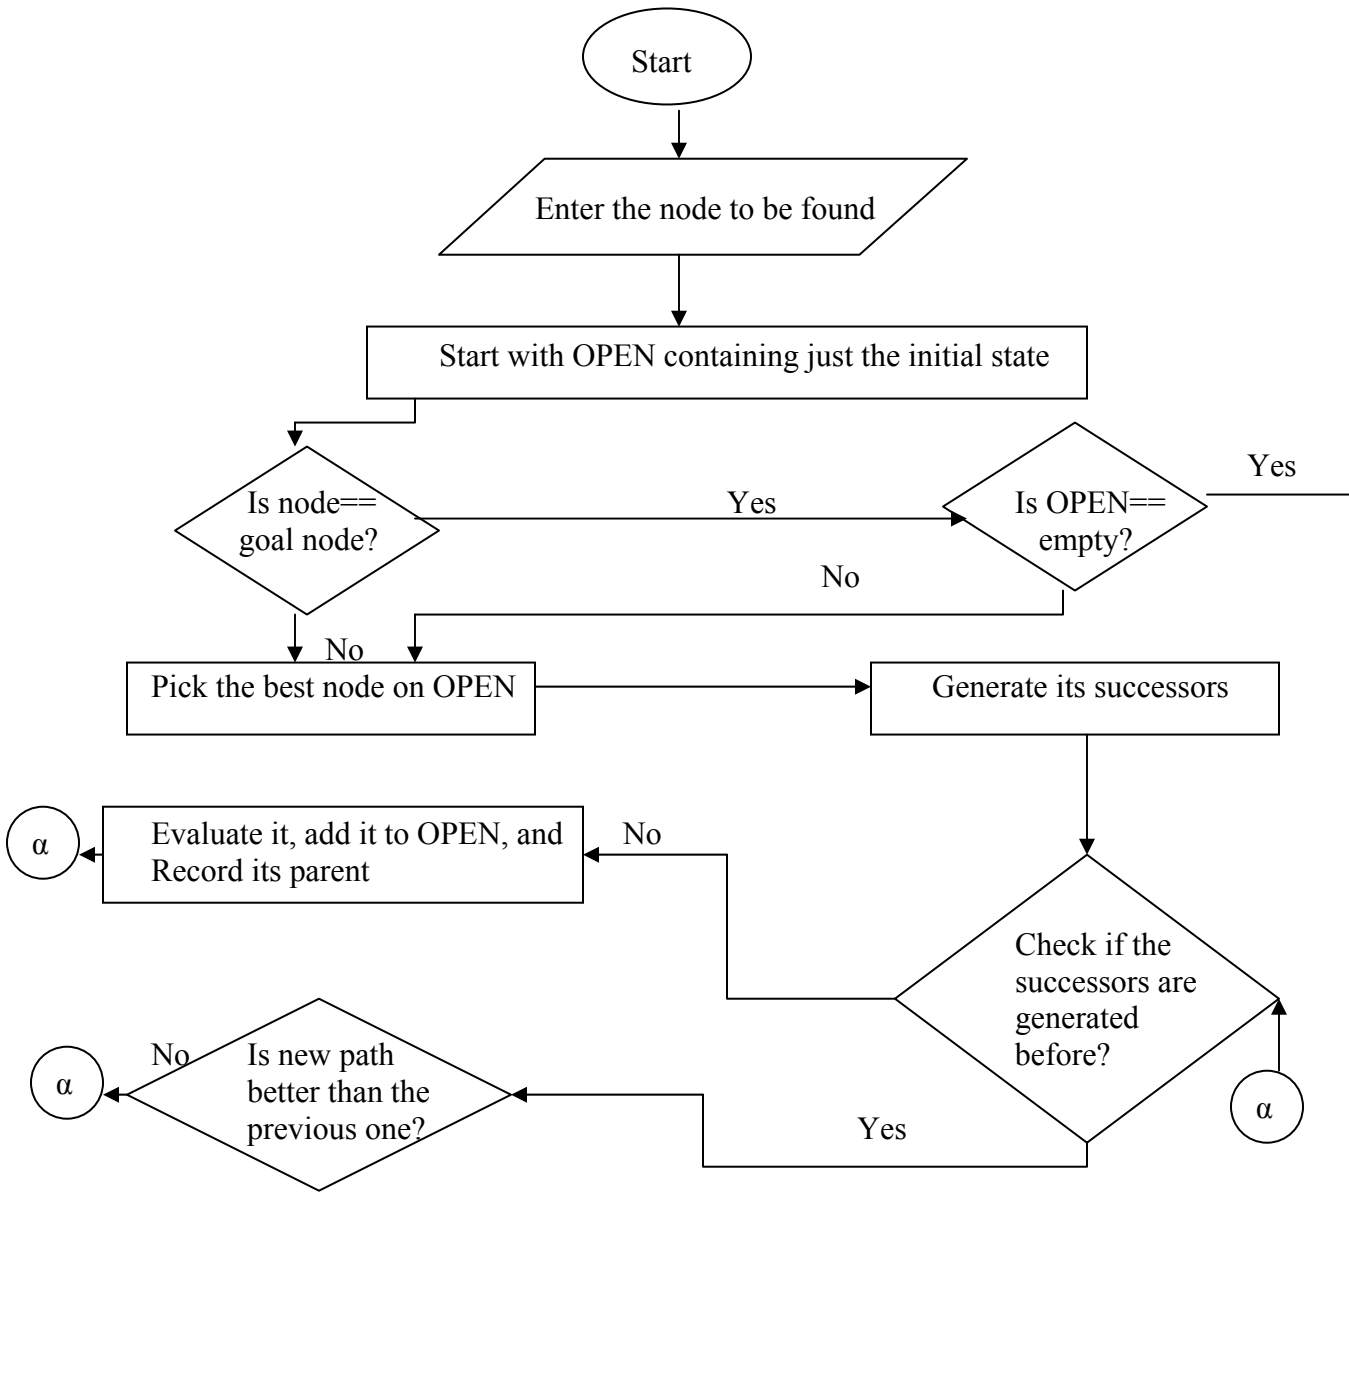 Start
Enter the node to be found
Start with OPEN containing just the initial state
Is node==
goal node?
Yes
Is OPEN==
empty?
Yes
No
No
Pick the best node on OPEN
Generate its successors
α
Evaluate it, add it to OPEN, and
Record its parent
No
Check if the
successors are
generated
before?
α
No
Is new path
better than the
previous one?
Yes
α